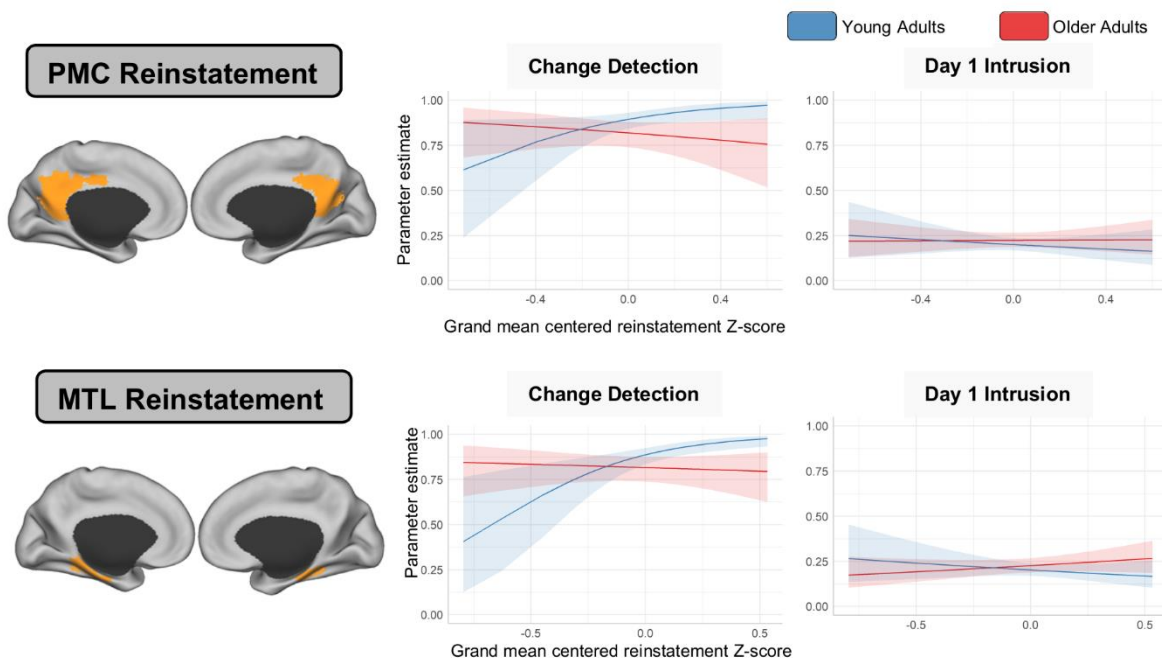 Young Adults
Older Adults
PMC Reinstatement
Change Detection
Day 1 Intrusion
Parameter estimate
1.00
0.75
0.50
0.25
0.00
-0.4
0.0
0.4
Grand mean centered reinstatement Z-score
1.00
0.75
0.50
0.25
0.00
-0.4
0.0
0.4
MTL Reinstatement
Change Detection
Day 1 Intrusion
Parameter estimate
1.00
0.75
0.50
0.25
0.00
-0.5
0.0
0.5
Grand mean centered reinstatement Z-score
1.00
0.75
0.50
0.25
0.00
-0.5
0.0
0.5